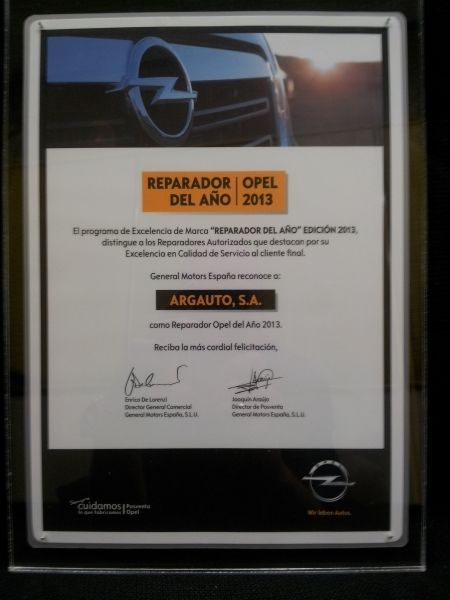 REPARADOR DEL AÑO | OPEL 2013
El programa de Excelencia de Marca "REPARADOR DEL AÑO" EDICIÓN 2013,
distingue a los Reparadores Autorizados que destacan por su
Excelencia en Calidad de Servicio al cliente final.
General Motors España reconoce a:
ARGAUTO, S.A.
como Reparador Opel del Año 2013.
Reciba la más cordial felicitación,
Enrico De Lorenzi
Director General Comercial
General Motors España, S.L.U.
Joaquín Araújo
Director de Posventa
General Motors España, S.L.U.
cuidamos
lo que fabricamos
Posventa
Opel
OPEL
Wir leben Autos.